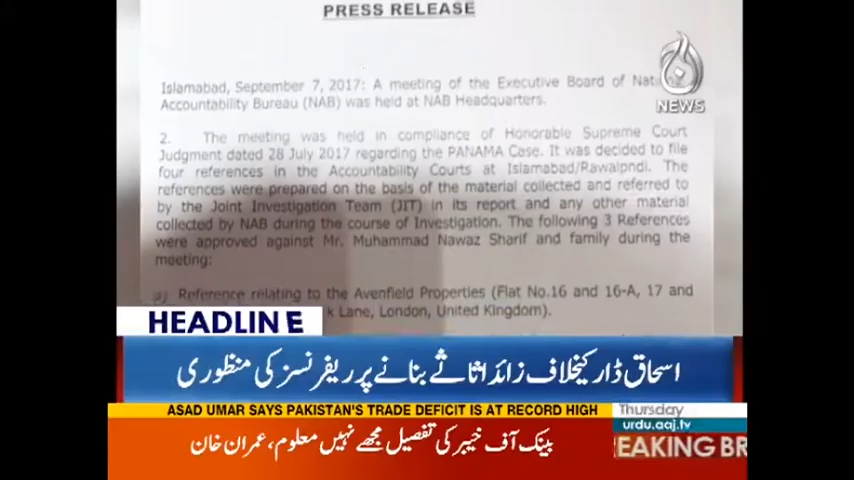 PRESS RELEASE
Islamabad, September 7, 2017: A meeting of the Executive Board of
Accountability Bureau (NAB) was held at NAB Headquarters.
NEWS
2. The meeting was held in compliance of Honorable Supreme Court
Judgment dated 28 July 2017 regarding the PANAMA Case. It was decided to file
four references in the Accountability Courts at Islamabad/Rawalpndi. The
references were prepared on the basis of the material collected and referred to
by the Joint Investigation Team (JIT) in its report and any other material
collected by NAB during the course of Investigation. The following 3 References
were approved against Mr. Muhammad Nawaz Sharif and family during the
meeting:
a) Reference relating to the Avenfield Properties (Flat No.16 and 16-A, 17 and
Lane, London, United Kingdom).
HEADLINE
اسحاق ڈار کیخلاف زائد اثاثے بنانے پر ریفرنسز کی منظوری
ASAD UMAR SAYS PAKISTAN'S TRADE DEFICIT IS AT RECORD HIGH
Thursday
urdu.aaj.tv
بینک آف خیبر کی تفصیل مجھے نہیں معلوم، عمران خان
EAKING BR